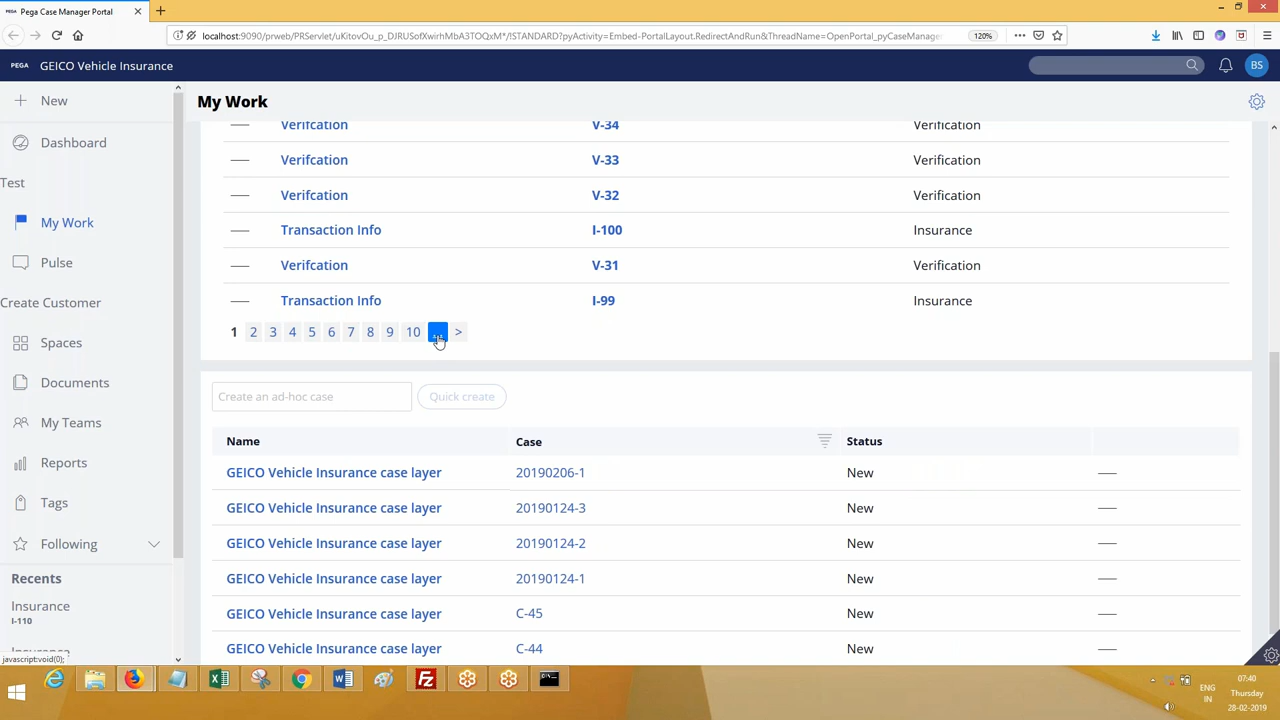 Pega Case Manager Portal
localhost:9090/prweb/PRServlet/uKitovOu_p_DJRUSofXwirhMbA3TOQxM*/!STANDARD?pyActivity=Embed-PortalLayout.RedirectAndRun&ThreadName=OpenPortal_pyCaseManager
120%
PEGA GEICO Vehicle Insurance
BS
New
My Work
Dashboard
Test
My Work
Pulse
Create Customer
Spaces
Documents
My Teams
Reports
Tags
Following
Recents
Insurance
I-110
javascript:void(0);
Verifcation V-34 Verification
Verifcation V-33 Verification
Verifcation V-32 Verification
Transaction Info I-100 Insurance
Verifcation V-31 Verification
Transaction Info I-99 Insurance
1 2 3 4 5 6 7 8 9 10 ... >
Create an ad-hoc case Quick create
Name Case Status
GEICO Vehicle Insurance case layer 20190206-1 New
GEICO Vehicle Insurance case layer 20190124-3 New
GEICO Vehicle Insurance case layer 20190124-2 New
GEICO Vehicle Insurance case layer 20190124-1 New
GEICO Vehicle Insurance case layer C-45 New
GEICO Vehicle Insurance case layer C-44 New
ENG
IN
07:40
Thursday
28-02-2019